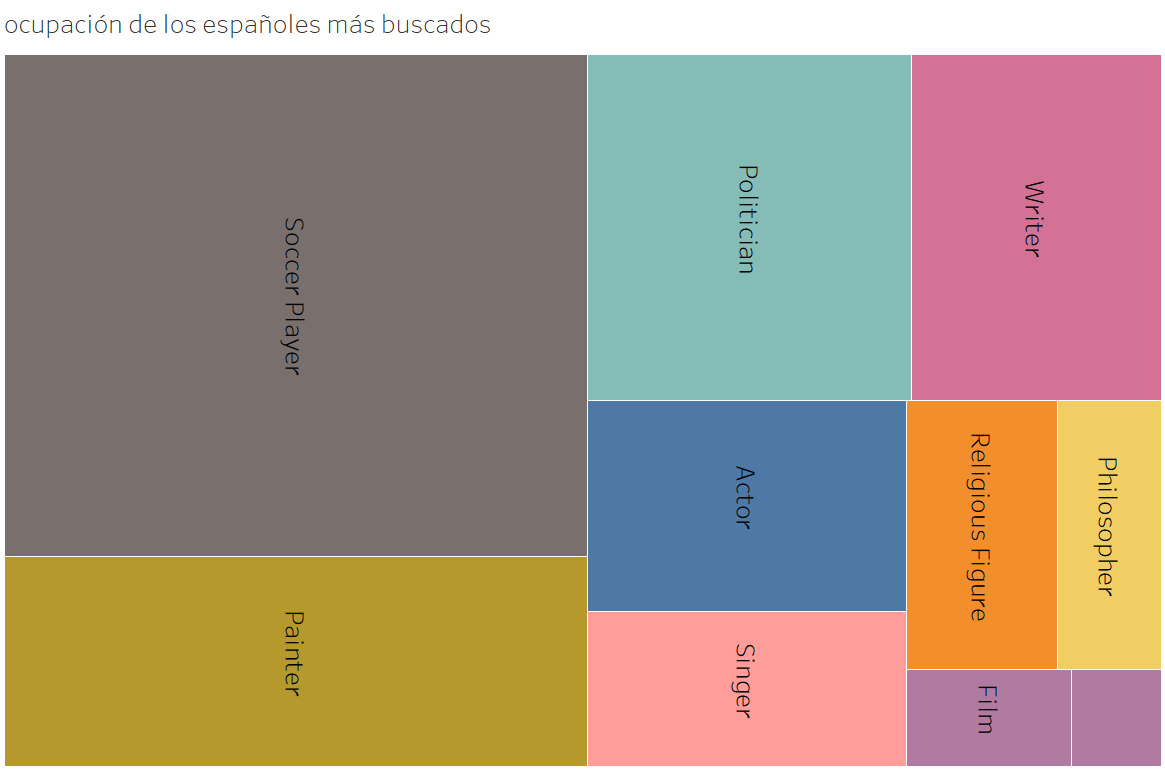 ocupación de los españoles más buscados
Soccer Player
Painter
Politician
Writer
Actor
Singer
Religious Figure
Philosopher
Film